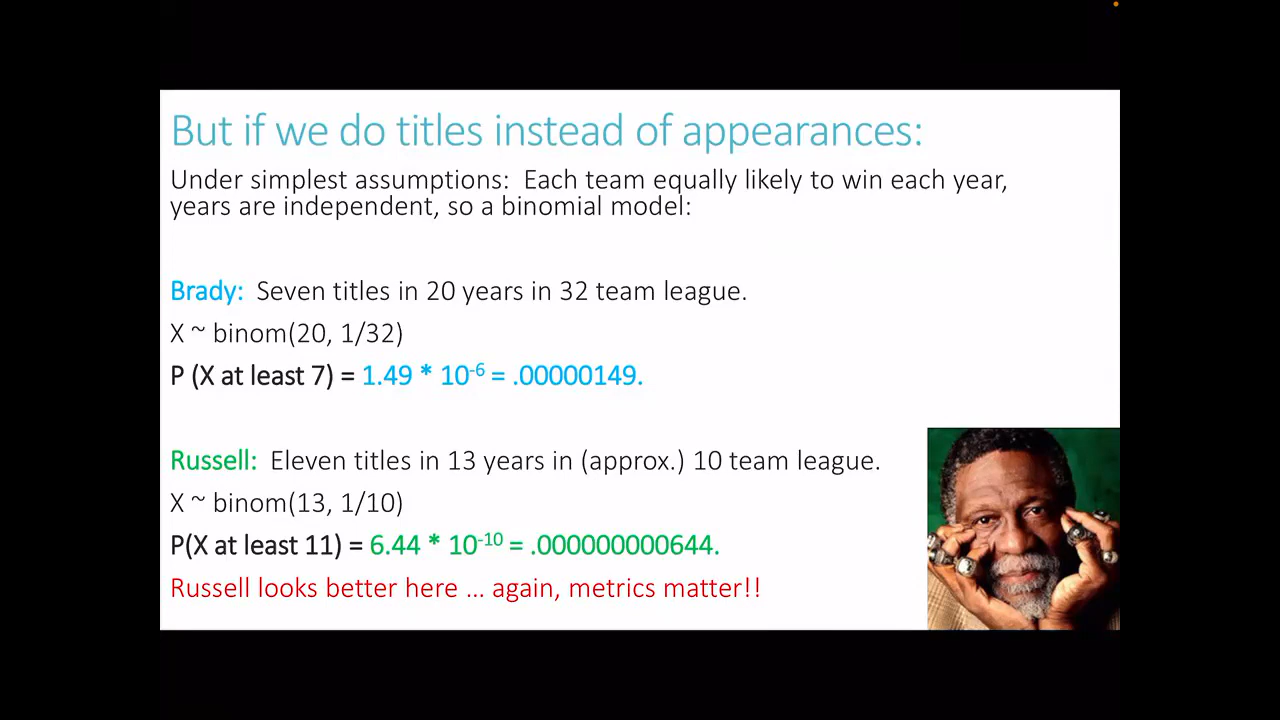 But if we do titles instead of appearances:
Under simplest assumptions:  Each team equally likely to win each year,
years are independent, so a binomial model:
Brady:  Seven titles in 20 years in 32 team league.
X ~ binom(20, 1/32)
P (X at least 7) = 1.49 * 10⁻⁶ = .00000149.
Russell:  Eleven titles in 13 years in (approx.) 10 team league.
X ~ binom(13, 1/10)
P(X at least 11) = 6.44 * 10⁻¹⁰ = .000000000644.
Russell looks better here … again, metrics matter!!